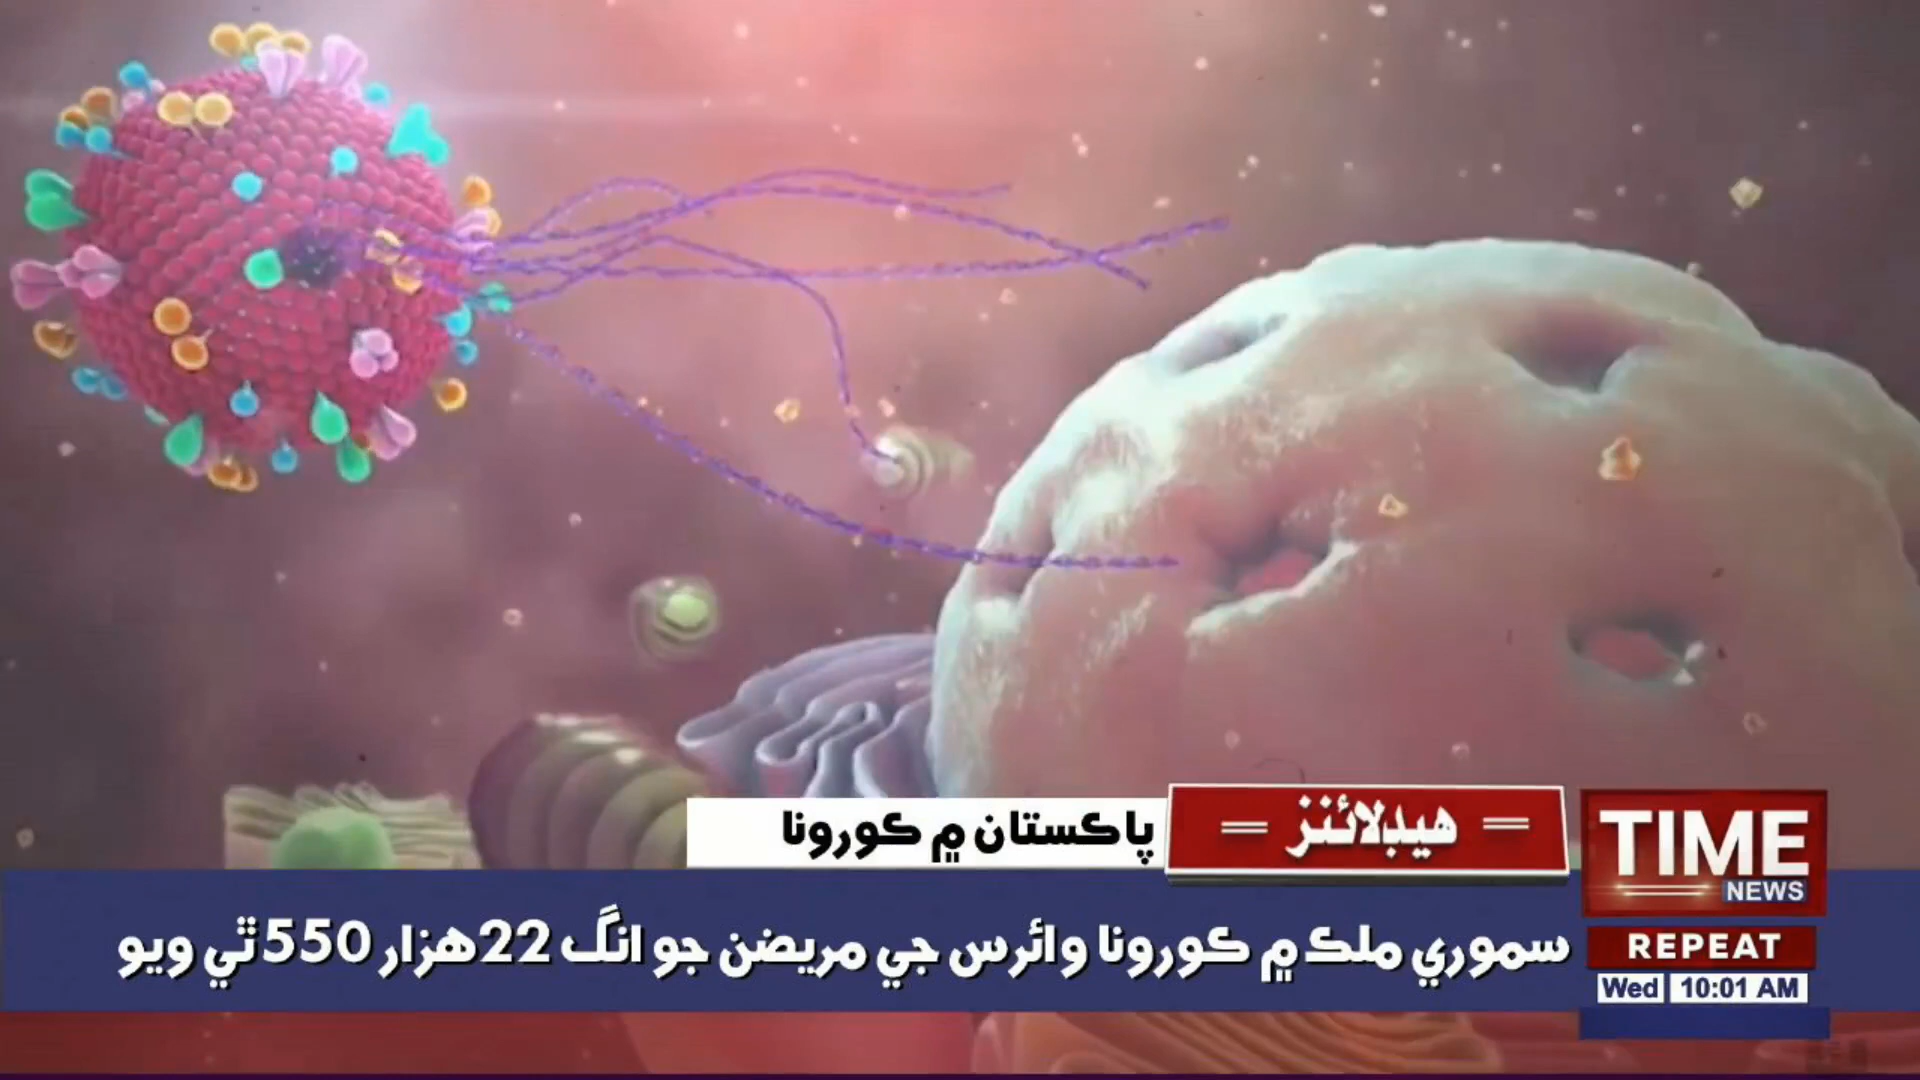 هيڊلائنز
پاڪستان ۾ ڪورونا
سموري ملڪ ۾ ڪورونا وائرس جي مريضن جو انگ 22هزار 550 ٿي ويو
TIME
NEWS
REPEAT
Wed 10:01 AM